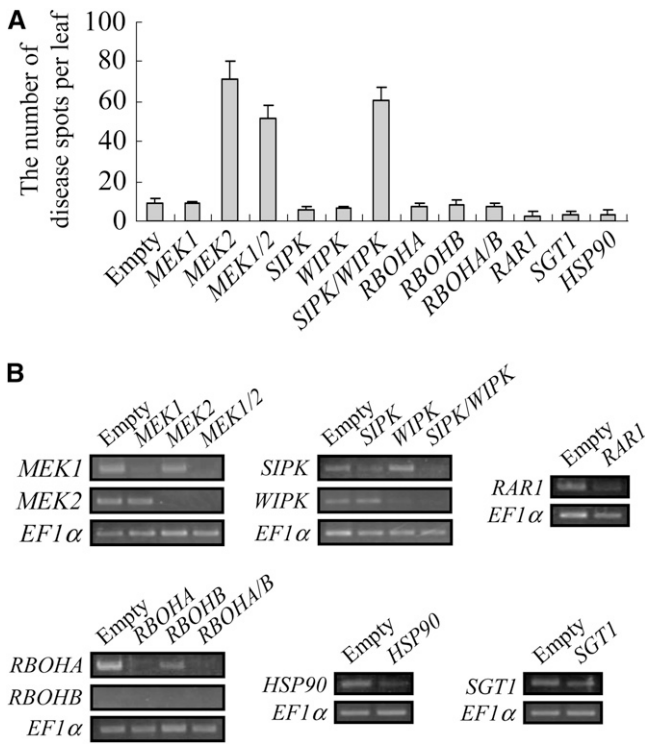 A
The number of
disease spots per leaf
100
80
60
40
20
0
Empty
MEK1
MEK2
MEK1/2
SIPK
WIPK
SIPK/WIPK
RBOHA
RBOHB
RBOHA/B
RAR1
SGT1
HSP90
B
Empty
MEK1
MEK2
MEK1/2
MEK1
MEK2
EF1α
Empty
SIPK
WIPK
SIPK/WIPK
SIPK
WIPK
EF1α
Empty
RAR1
RAR1
EF1α
Empty
RBOHA
RBOHB
RBOHA/B
RBOHA
RBOHB
EF1α
Empty
HSP90
HSP90
EF1α
Empty
SGT1
SGT1
EF1α